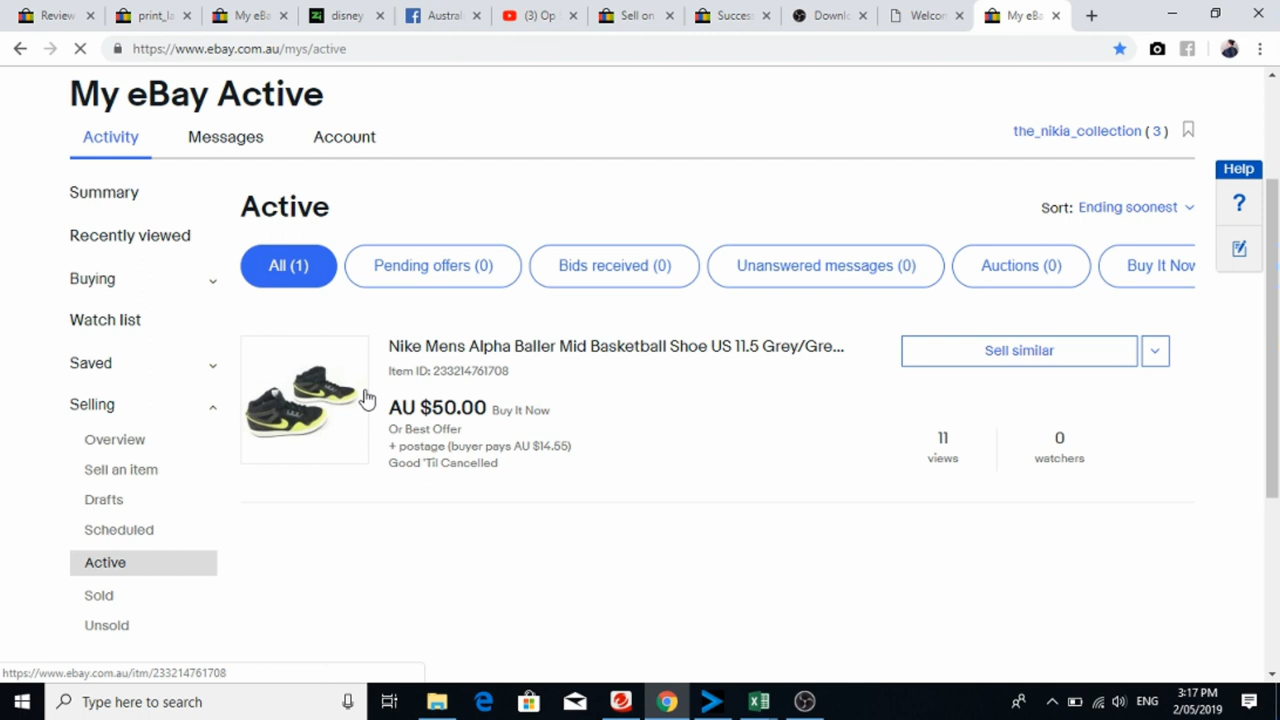 Review
print_la
My eBa
disney
Austral
(3) Op
Sell on
Succes
Downlo
Welcom
My eBa
https://www.ebay.com.au/mys/active
My eBay Active
Activity
Messages
Account
the_nikia_collection ( 3 )
Help
?
Summary
Recently viewed
Buying
Watch list
Saved
Selling
Overview
Sell an item
Drafts
Scheduled
Active
Sold
Unsold
Active
Sort: Ending soonest
All (1)
Pending offers (0)
Bids received (0)
Unanswered messages (0)
Auctions (0)
Buy It Now
Nike Mens Alpha Baller Mid Basketball Shoe US 11.5 Grey/Gre...
Item ID: 233214761708
AU $50.00 Buy It Now
Or Best Offer
+ postage (buyer pays AU $14.55)
Good 'Til Cancelled
Sell similar
11
views
0
watchers
https://www.ebay.com.au/itm/233214761708
Type here to search
ENG
3:17 PM
2/05/2019